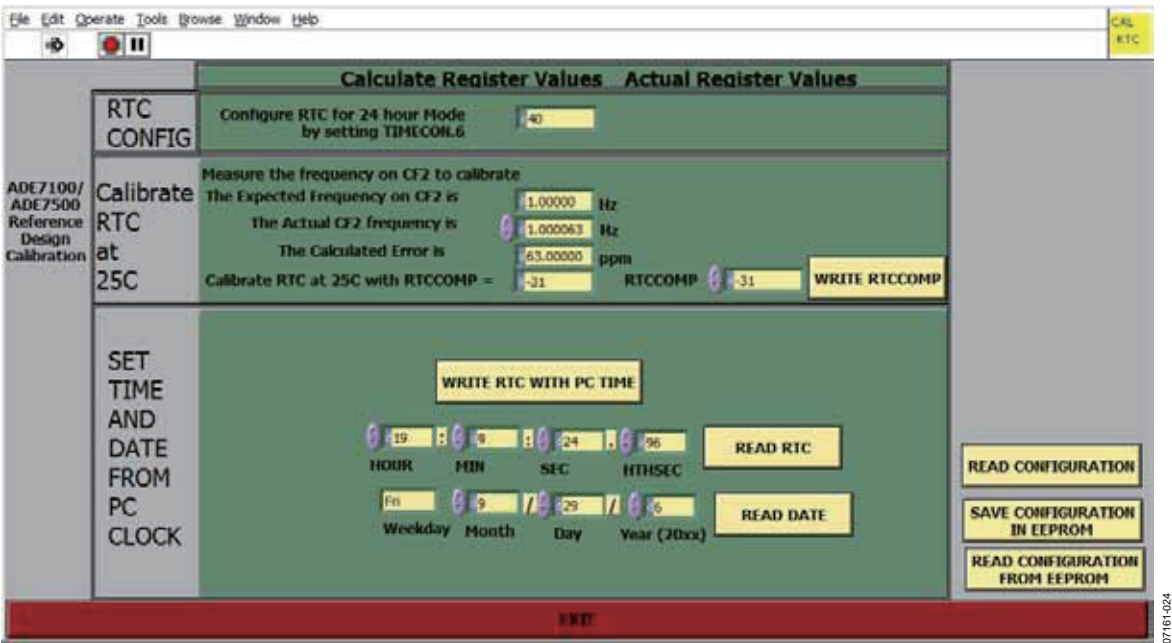 File Edit Operate Tools Browse Window Help
CAL
RTC
Calculate Register Values Actual Register Values
RTC
CONFIG
Configure RTC for 24 hour Mode
by setting TIMECON.6
40
ADE7100/
ADE7500
Reference
Design
Calibration
Calibrate
RTC
at
25C
Measure the frequency on CF2 to calibrate
The Expected Frequency on CF2 is 1.00000 Hz
The Actual CF2 frequency is 1.000063 Hz
The Calculated Error is 63.00000 ppm
Calibrate RTC at 25C with RTCCOMP = -31 RTCCOMP -31 WRITE RTCCOMP
SET
TIME
AND
DATE
FROM
PC
CLOCK
WRITE RTC WITH PC TIME
19 : 9 : 24 . 96 READ RTC
HOUR MIN SEC HTHSEC
Fri 9 / 29 / 6 READ DATE
Weekday Month Day Year (20xx)
READ CONFIGURATION
SAVE CONFIGURATION
IN EEPROM
READ CONFIGURATION
FROM EEPROM
EXIT
07161-024